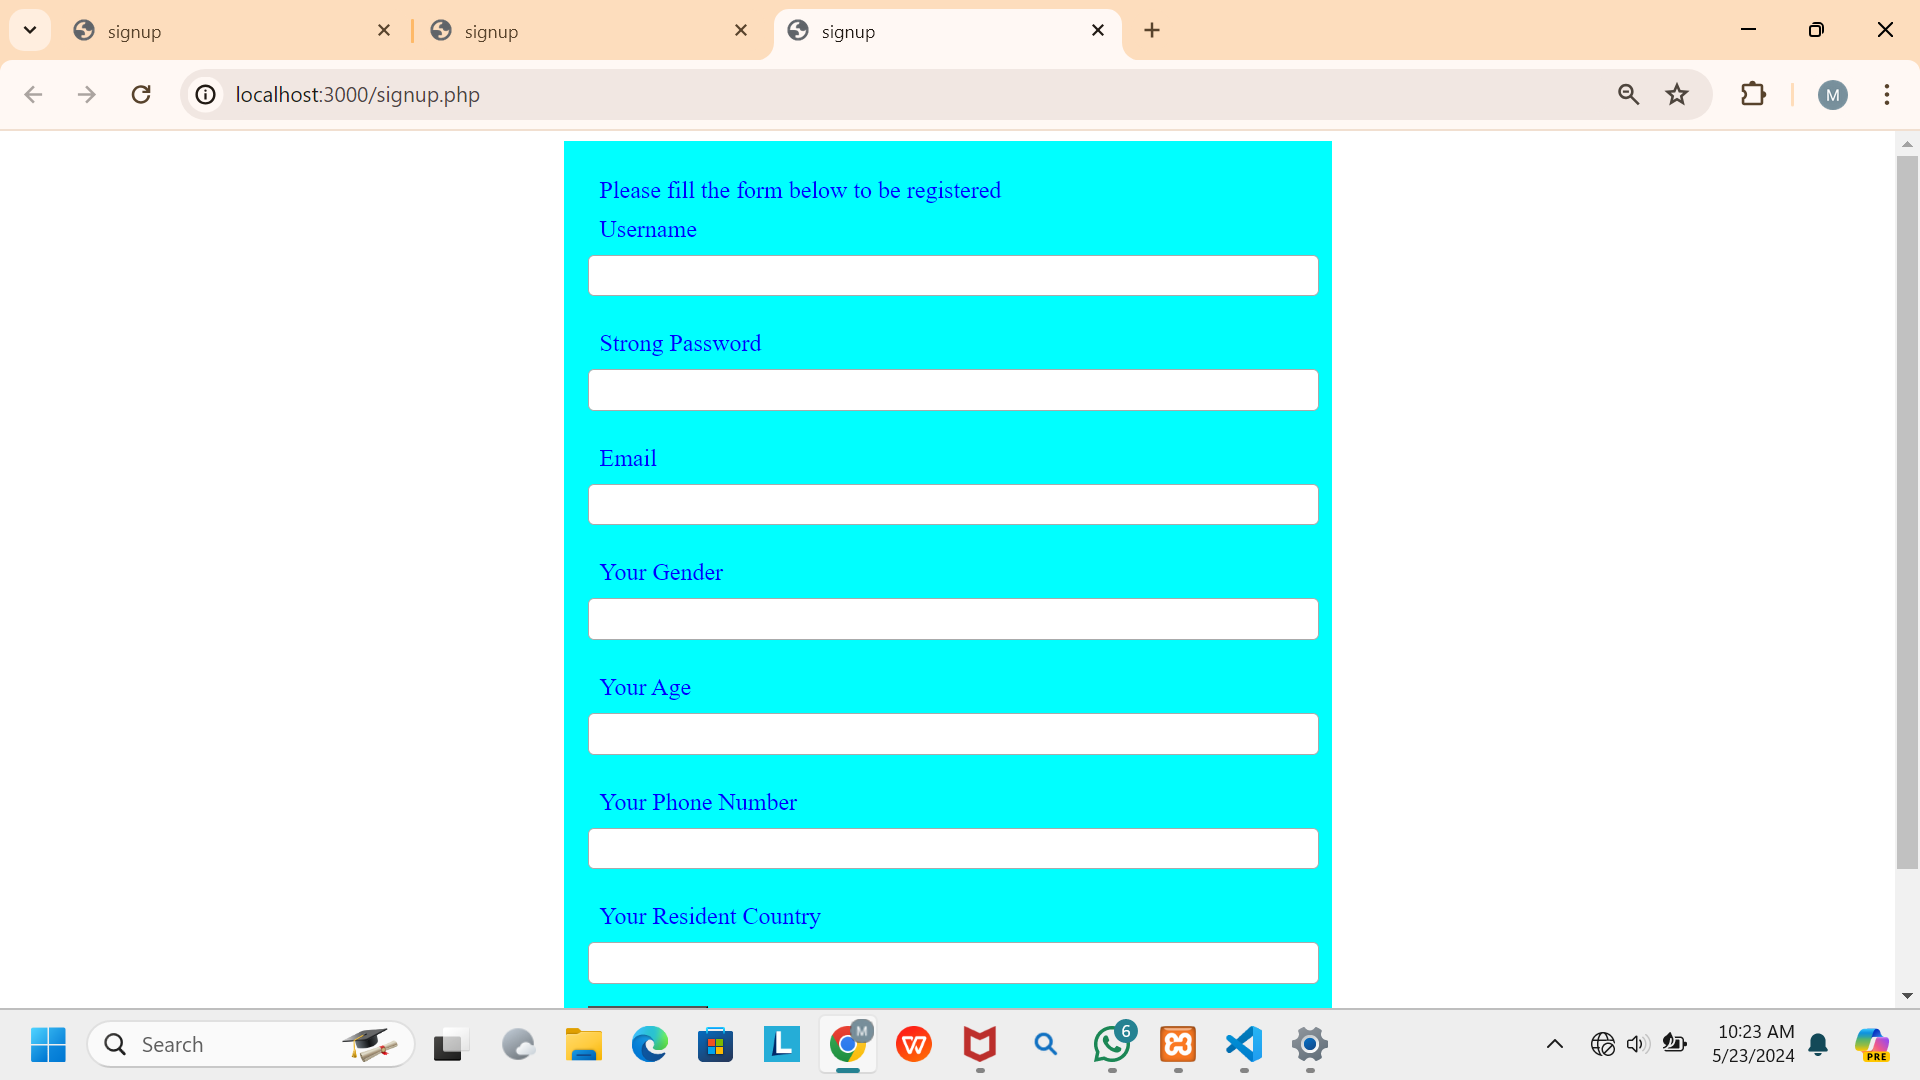 signup
signup
signup
localhost:3000/signup.php
M
Please fill the form below to be registered
Username
Strong Password
Email
Your Gender
Your Age
Your Phone Number
Your Resident Country
Search
L
M
W
6
10:23 AM
5/23/2024
PRE